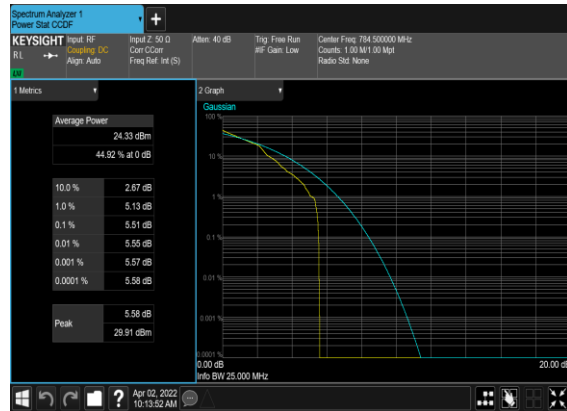 Spectrum Analyzer 1
Power Stat CCDF
+
KEYSIGHT
RL
Input: RF
Coupling: DC
Align: Auto
Input Z: 50 Ω
Corr CCorr
Freq Ref: Int (S)
Atten: 40 dB
Trig: Free Run
#IF Gain: Low
Center Freq: 784.500000 MHz
Counts: 1.00 M/1.00 Mpt
Radio Std: None
1 Metrics
Average Power
24.33 dBm
44.92 % at 0 dB
10.0 % 2.67 dB
1.0 % 5.13 dB
0.1 % 5.51 dB
0.01 % 5.55 dB
0.001 % 5.57 dB
0.0001 % 5.58 dB
Peak
5.58 dB
29.91 dBm
2 Graph
Gaussian
100 %
10 %
1 %
0.1 %
0.01 %
0.001 %
0.0001 %
0.00 dB 20.00 dB
Info BW 25.000 MHz
?
Apr 02, 2022
10:13:52 AM